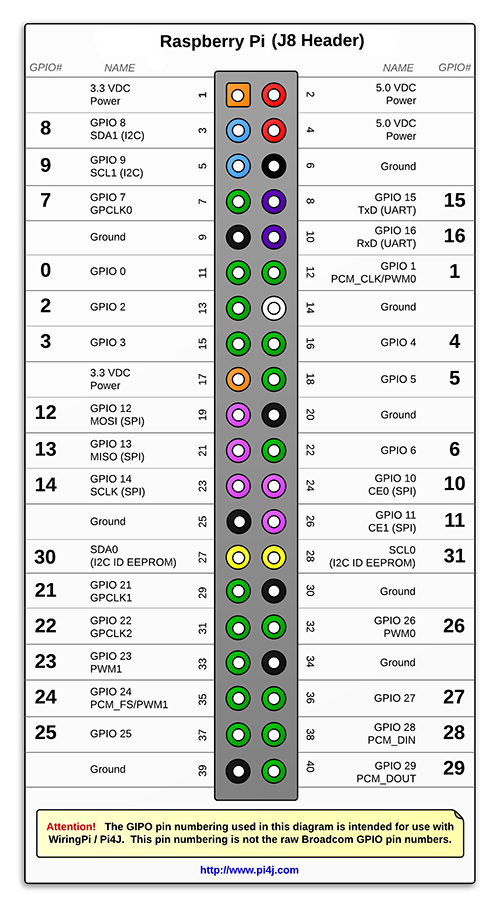 Raspberry Pi (J8 Header)
GPIO# NAME NAME GPIO#
3.3 VDC
Power
1
2
5.0 VDC
Power
8
GPIO 8
SDA1 (I2C)
3
4
5.0 VDC
Power
9
GPIO 9
SCL1 (I2C)
5
6
Ground
7
GPIO 7
GPCLK0
7
8
GPIO 15
TxD (UART)
15
Ground
9
10
GPIO 16
RxD (UART)
16
0
GPIO 0
11
12
GPIO 1
PCM_CLK/PWM0
1
2
GPIO 2
13
14
Ground
3
GPIO 3
15
16
GPIO 4
4
3.3 VDC
Power
17
18
GPIO 5
5
12
GPIO 12
MOSI (SPI)
19
20
Ground
13
GPIO 13
MISO (SPI)
21
22
GPIO 6
6
14
GPIO 14
SCLK (SPI)
23
24
GPIO 10
CE0 (SPI)
10
Ground
25
26
GPIO 11
CE1 (SPI)
11
30
SDA0
(I2C ID EEPROM)
27
28
SCL0
(I2C ID EEPROM)
31
21
GPIO 21
GPCLK1
29
30
Ground
22
GPIO 22
GPCLK2
31
32
GPIO 26
PWM0
26
23
GPIO 23
PWM1
33
34
Ground
24
GPIO 24
PCM_FS/PWM1
35
36
GPIO 27
27
25
GPIO 25
37
38
GPIO 28
PCM_DIN
28
Ground
39
40
GPIO 29
PCM_DOUT
29
Attention! The GIPO pin numbering used in this diagram is intended for use with
WiringPi / Pi4J. This pin numbering is not the raw Broadcom GPIO pin numbers.
http://www.pi4j.com